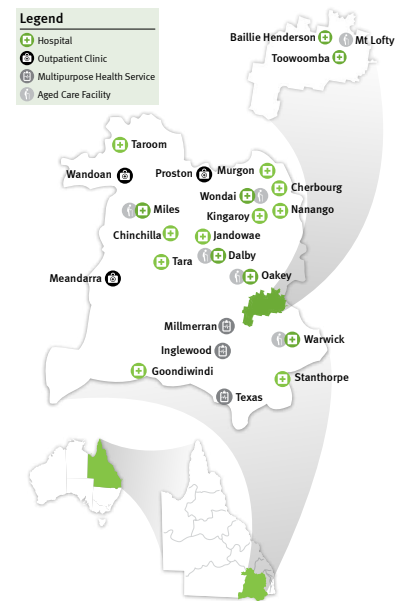 Legend
Hospital
Outpatient Clinic
Multipurpose Health Service
Aged Care Facility
Baillie Henderson
Mt Lofty
Toowoomba
Taroom
Wandoan
Proston
Murgon
Cherbourg
Wondai
Miles
Kingaroy
Nanango
Chinchilla
Jandowae
Tara
Dalby
Meandarra
Oakey
Millmerran
Warwick
Inglewood
Goondiwindi
Stanthorpe
Texas